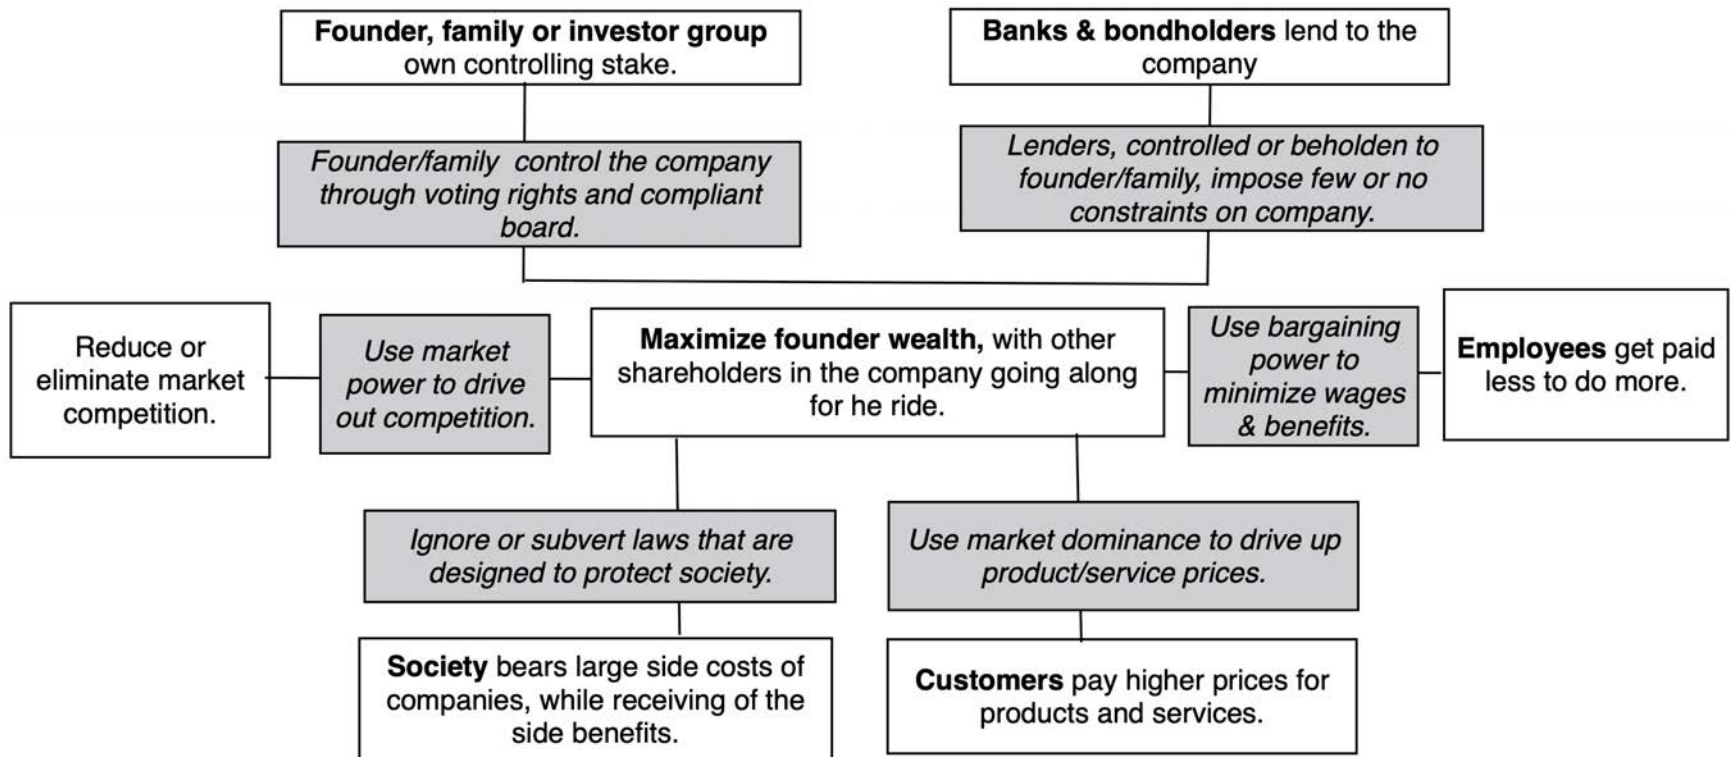 Founder, family or investor group
own controlling stake.
Banks & bondholders lend to the
company
Founder/family control the company
through voting rights and compliant
board.
Lenders, controlled or beholden to
founder/family, impose few or no
constraints on company.
Reduce or
eliminate market
competition.
Use market
power to drive
out competition.
Maximize founder wealth, with other
shareholders in the company going along
for he ride.
Use bargaining
power to
minimize wages
& benefits.
Employees get paid
less to do more.
Ignore or subvert laws that are
designed to protect society.
Use market dominance to drive up
product/service prices.
Society bears large side costs of
companies, while receiving of the
side benefits.
Customers pay higher prices for
products and services.